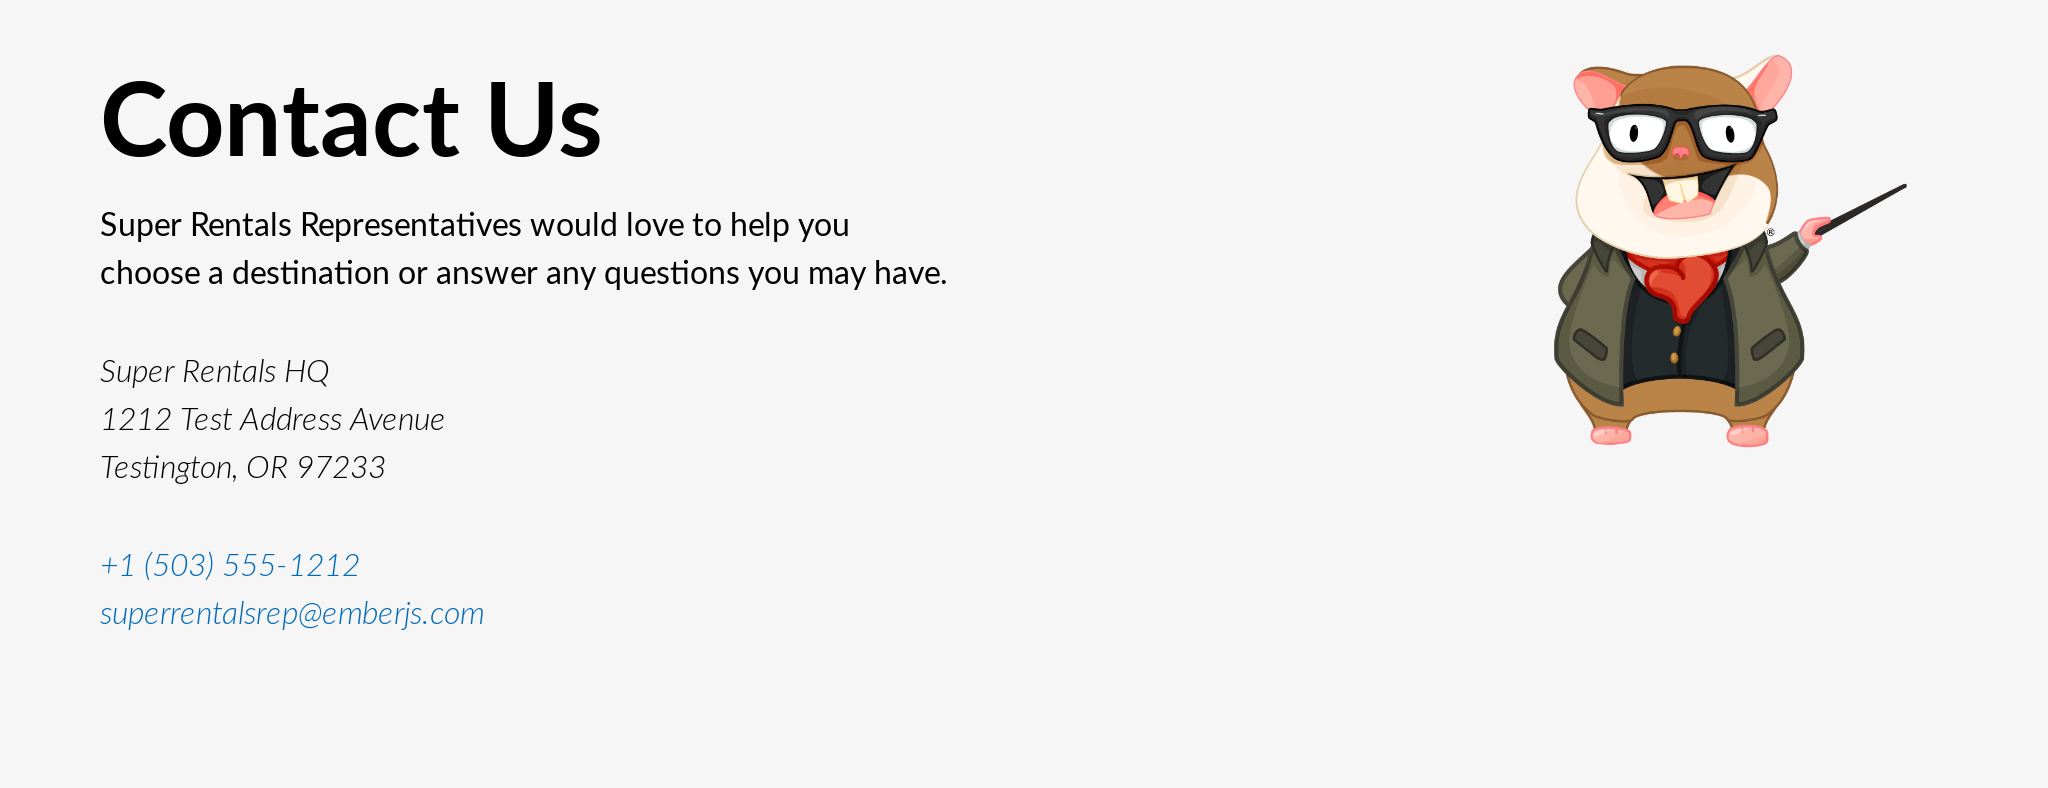 Contact Us
Super Rentals Representatives would love to help you
choose a destination or answer any questions you may have.
Super Rentals HQ
1212 Test Address Avenue
Testington, OR 97233
+1 (503) 555-1212
superrentalsrep@emberjs.com
®